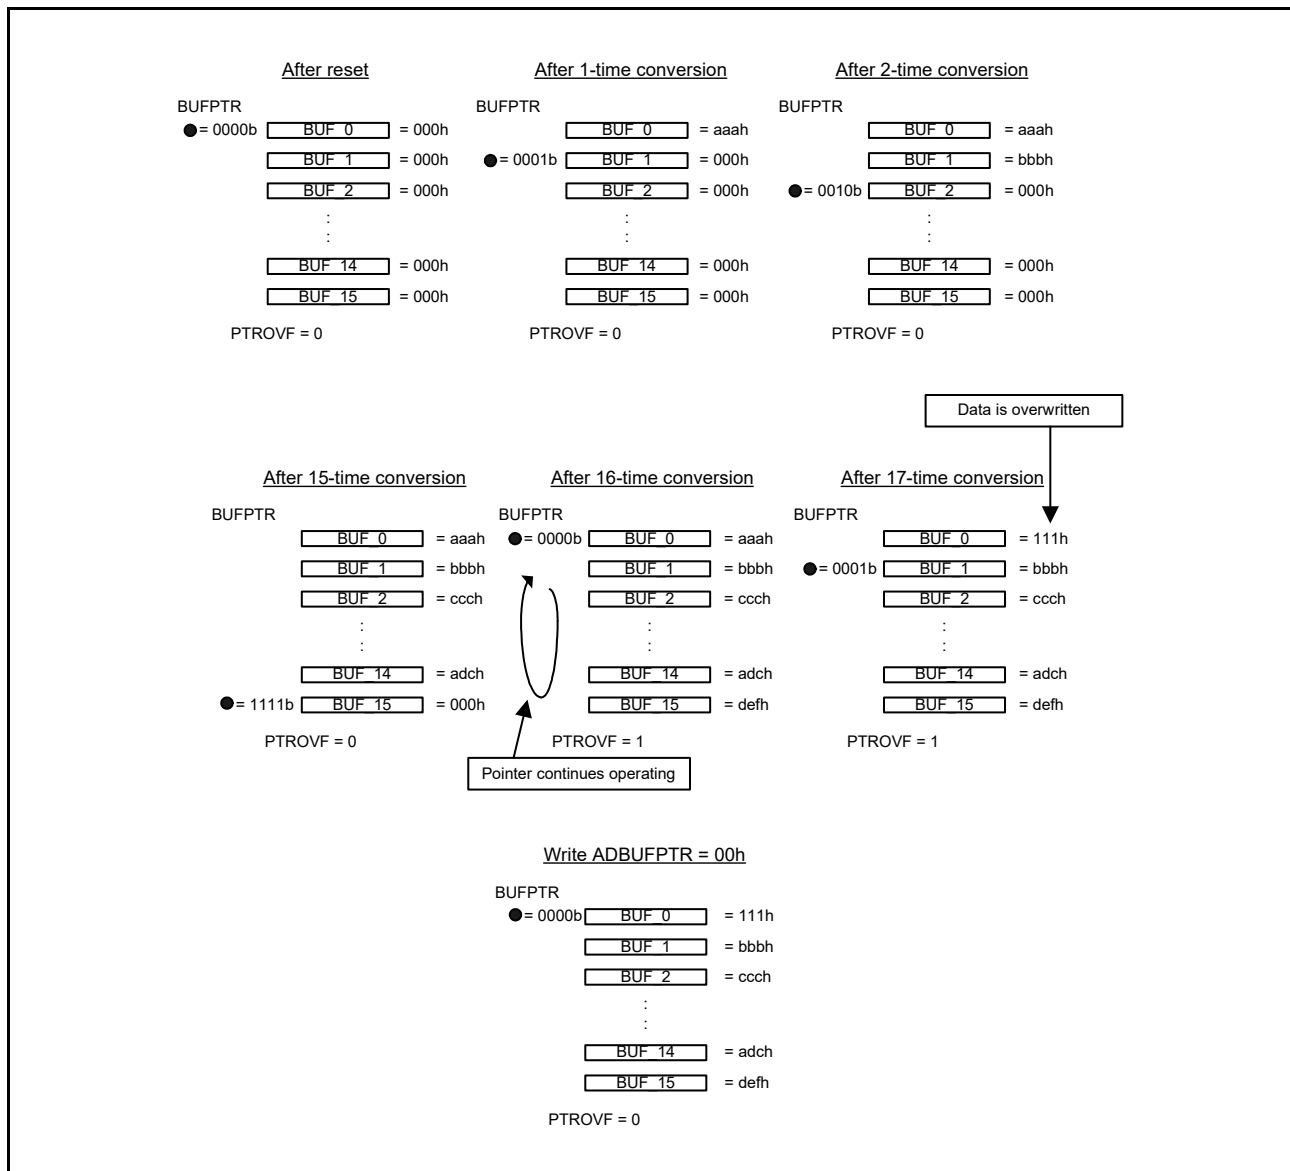 After reset
BUFPTR
= 0000b BUF_0 = 000h
BUF_1 = 000h
BUF_2 = 000h
:
:
BUF_14 = 000h
BUF_15 = 000h
PTROVF = 0
After 1-time conversion
BUFPTR
BUF_0 = aaah
= 0001b BUF_1 = 000h
BUF_2 = 000h
:
:
BUF_14 = 000h
BUF_15 = 000h
PTROVF = 0
After 2-time conversion
BUFPTR
BUF_0 = aaah
BUF_1 = bbbh
= 0010b BUF_2 = 000h
:
:
BUF_14 = 000h
BUF_15 = 000h
PTROVF = 0
Data is overwritten
After 15-time conversion
BUFPTR
BUF_0 = aaah
BUF_1 = bbbh
BUF_2 = ccch
:
:
BUF_14 = adch
= 1111b BUF_15 = 000h
PTROVF = 0
After 16-time conversion
BUFPTR
= 0000b BUF_0 = aaah
BUF_1 = bbbh
BUF_2 = ccch
:
:
BUF_14 = adch
BUF_15 = defh
PTROVF = 1
Pointer continues operating
After 17-time conversion
BUFPTR
BUF_0 = 111h
= 0001b BUF_1 = bbbh
BUF_2 = ccch
:
:
BUF_14 = adch
BUF_15 = defh
PTROVF = 1
Write ADBUFPTR = 00h
BUFPTR
= 0000b BUF_0 = 111h
BUF_1 = bbbh
BUF_2 = ccch
:
:
BUF_14 = adch
BUF_15 = defh
PTROVF = 0